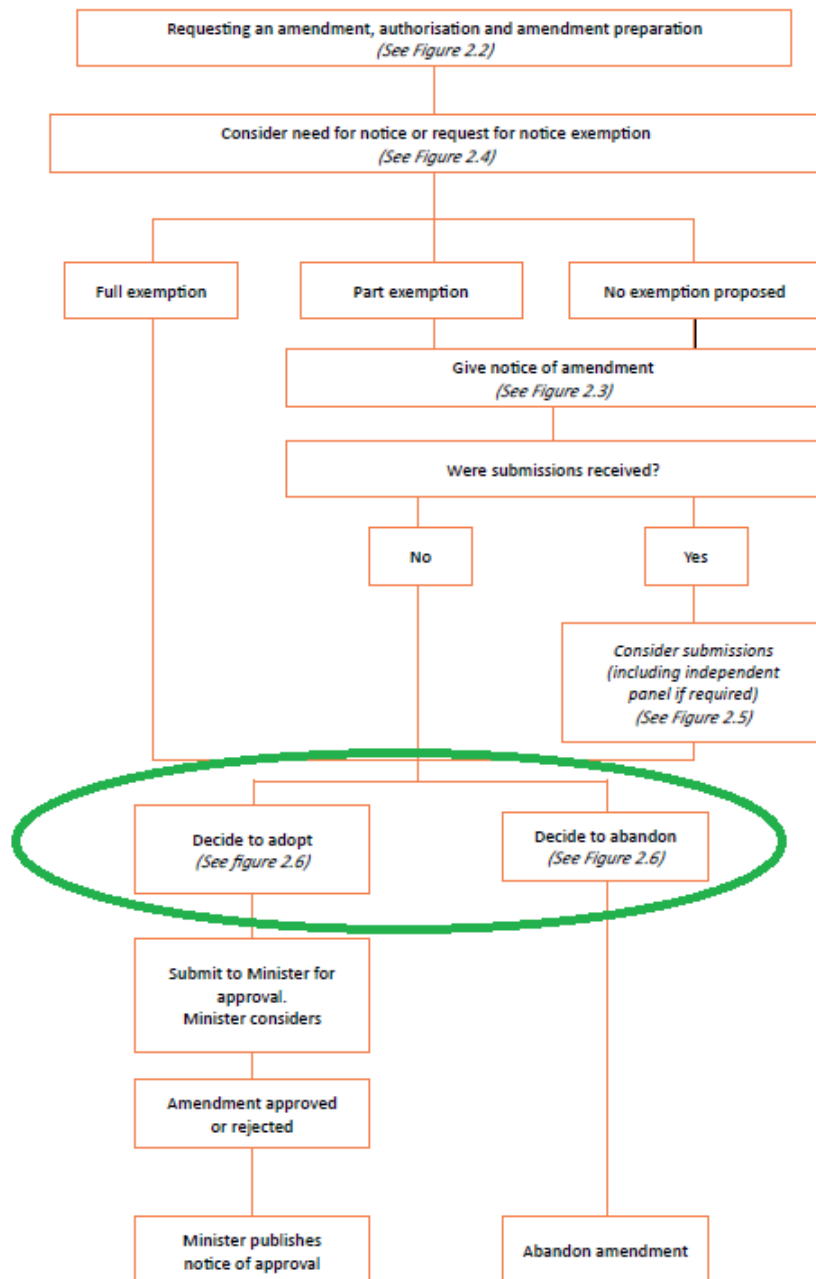 Requesting an amendment, authorisation and amendment preparation
(See Figure 2.2)
Consider need for notice or request for notice exemption
(See Figure 2.4)
Full exemption
Part exemption
No exemption proposed
Give notice of amendment
(See Figure 2.3)
Were submissions received?
No
Yes
Consider submissions
(including independent
panel if required)
(See Figure 2.5)
Decide to adopt
(See figure 2.6)
Decide to abandon
(See Figure 2.6)
Submit to Minister for
approval.
Minister considers
Amendment approved
or rejected
Minister publishes
notice of approval
Abandon amendment